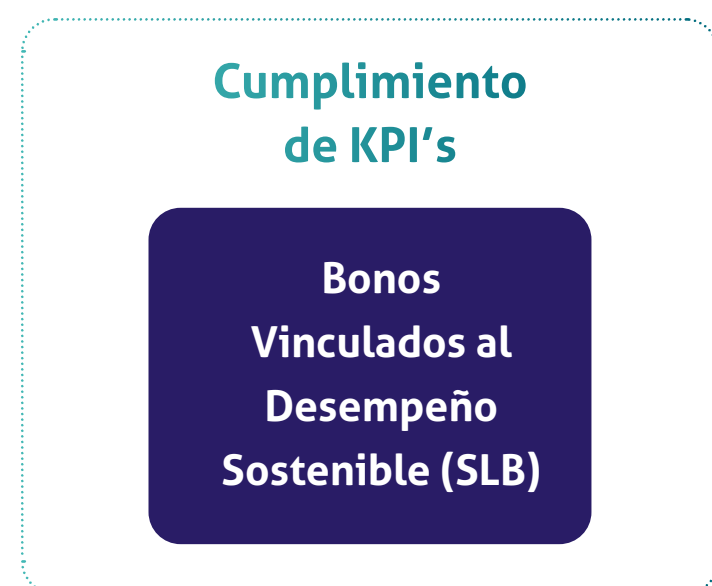 Cumplimiento
de KPI’s
Bonos
Vinculados al
Desempeño
Sostenible (SLB)